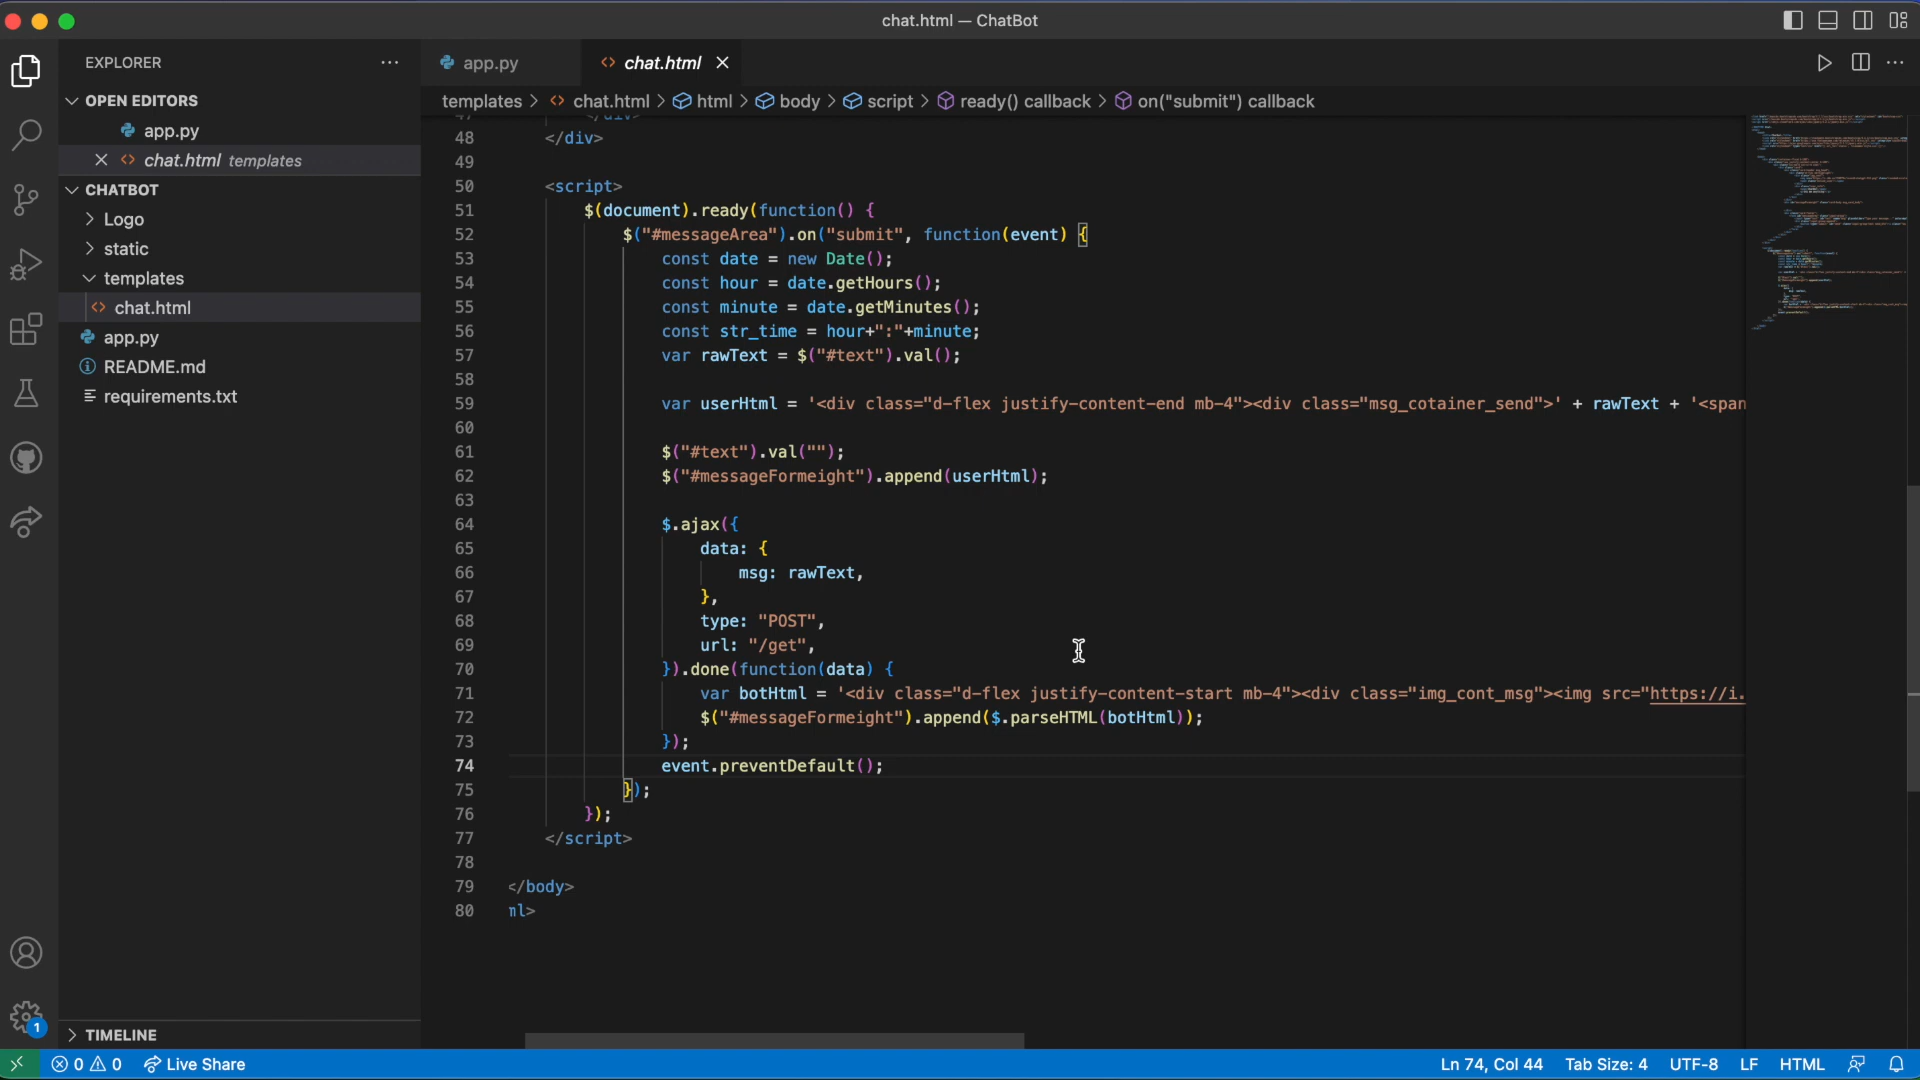 chat.html — ChatBot
EXPLORER
OPEN EDITORS
app.py
chat.html templates
CHATBOT
Logo
static
templates
chat.html
app.py
README.md
requirements.txt
TIMELINE
1
app.py
chat.html
templates > chat.html > html > body > script > ready() callback > on("submit") callback
48 </div>
49
50 <script>
51 $(document).ready(function() {
52 $("#messageArea").on("submit", function(event) {
53 const date = new Date();
54 const hour = date.getHours();
55 const minute = date.getMinutes();
56 const str_time = hour+":"+minute;
57 var rawText = $("#text").val();
58
59 var userHtml = '<div class="d-flex justify-content-end mb-4"><div class="msg_cotainer_send">' + rawText + '<span
60
61 $("#text").val("");
62 $("#messageFormeight").append(userHtml);
63
64 $.ajax({
65 data: {
66 msg: rawText,
67 },
68 type: "POST",
69 url: "/get",
70 }).done(function(data) {
71 var botHtml = '<div class="d-flex justify-content-start mb-4"><div class="img_cont_msg"><img src="https://i.
72 $("#messageFormeight").append($.parseHTML(botHtml));
73 });
74 event.preventDefault();
75 });
76 });
77 </script>
78
79 </body>
80 ml>
0 0 Live Share
Ln 74, Col 44 Tab Size: 4 UTF-8 LF HTML